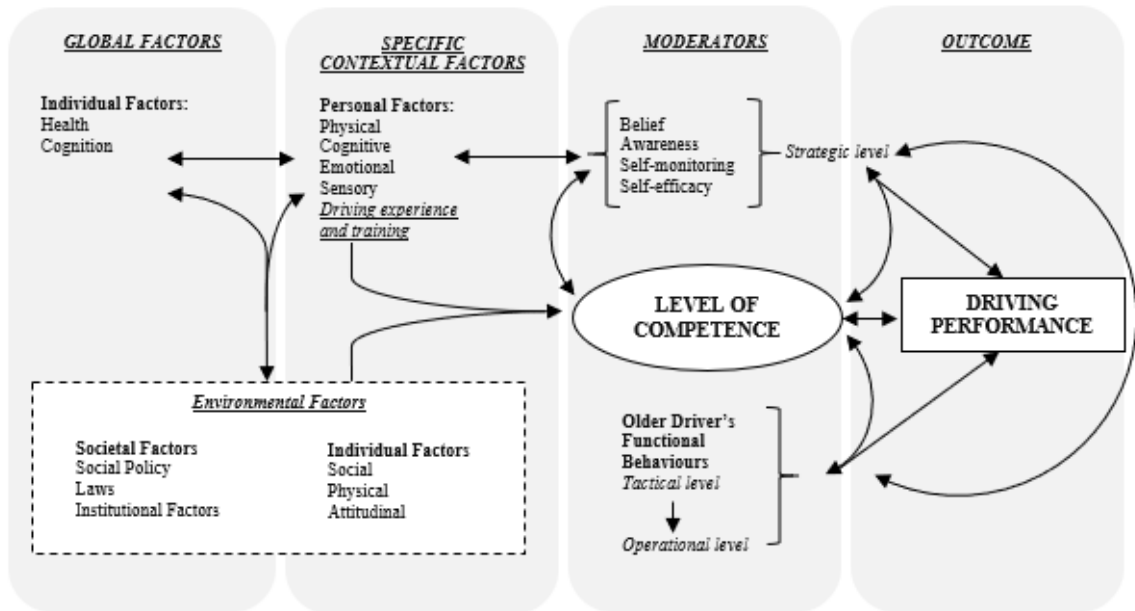 GLOBAL FACTORS
Individual Factors:
Health
Cognition
SPECIFIC
CONTEXTUAL FACTORS
Personal Factors:
Physical
Cognitive
Emotional
Sensory
Driving experience
and training
MODERATORS
Belief
Awareness
Self-monitoring
Self-efficacy
Strategic level
OUTCOME
LEVEL OF
COMPETENCE
DRIVING
PERFORMANCE
Environmental Factors
Societal Factors
Social Policy
Laws
Institutional Factors
Individual Factors
Social
Physical
Attitudinal
Older Driver's
Functional
Behaviours
Tactical level
Operational level